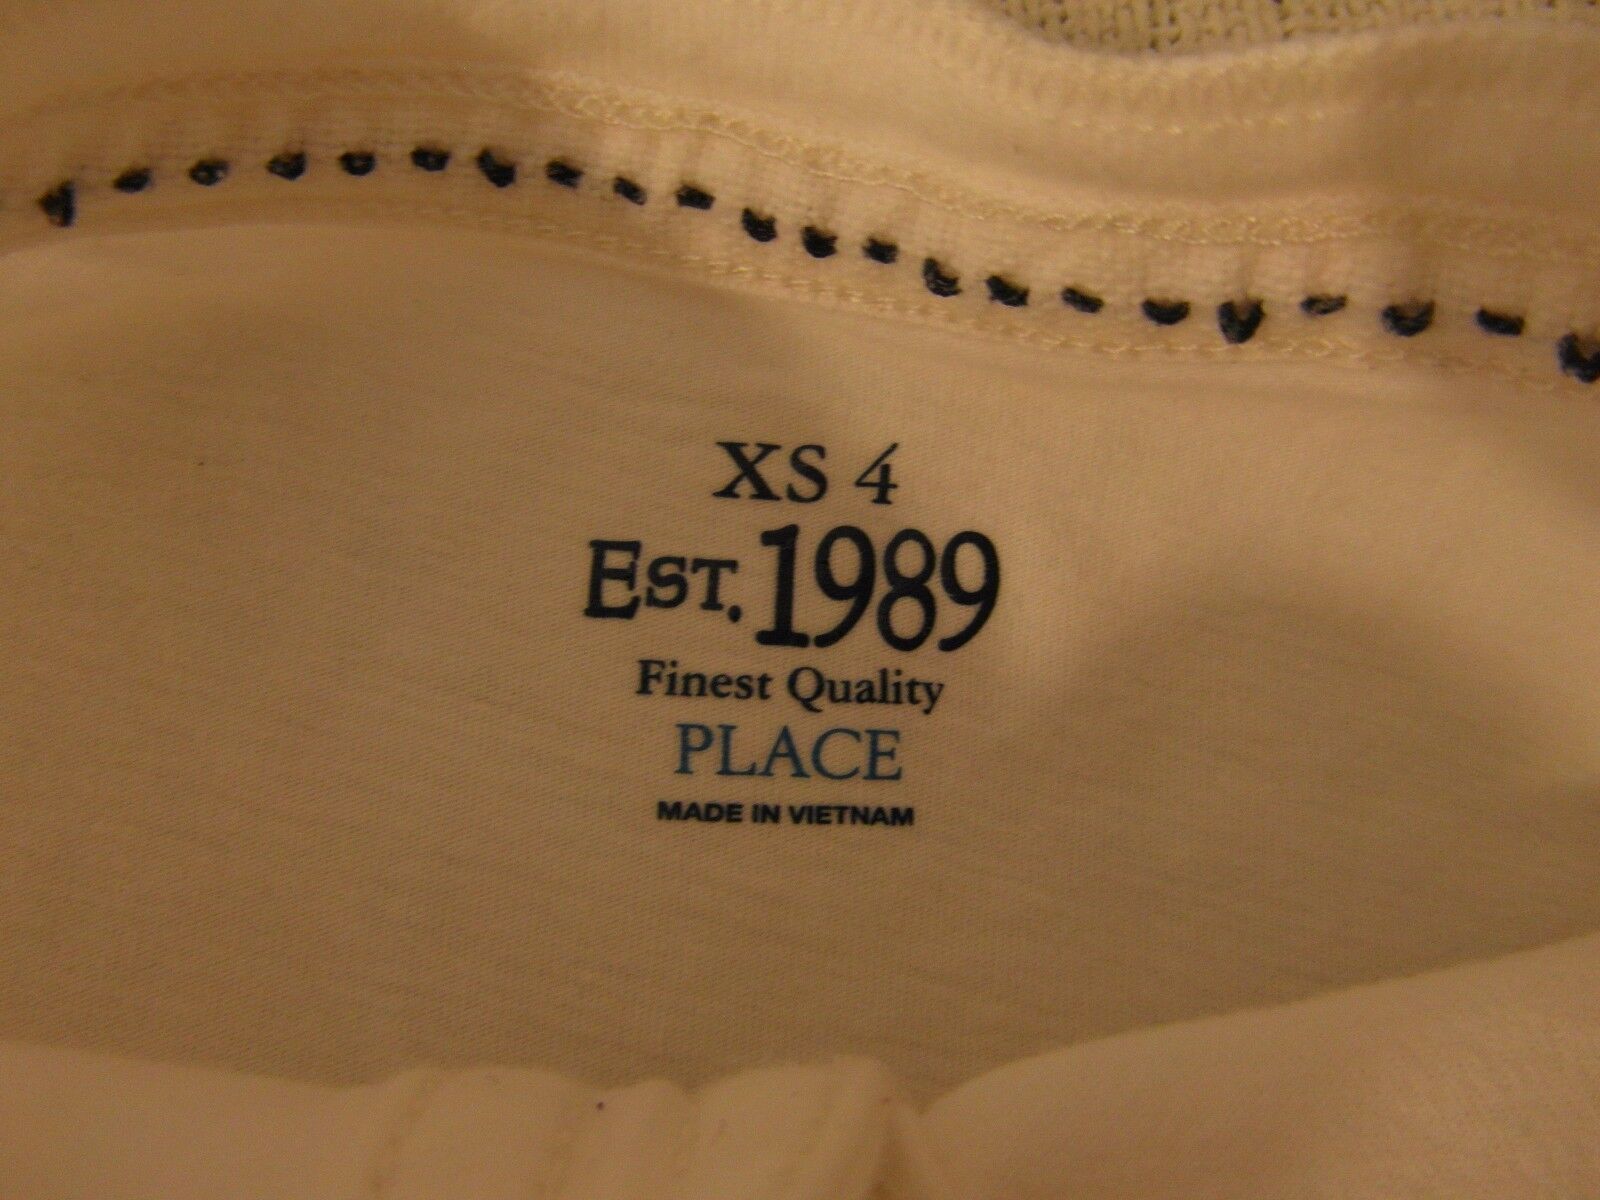 XS 4
EST. 1989
Finest Quality
PLACE
MADE IN VIETNAM